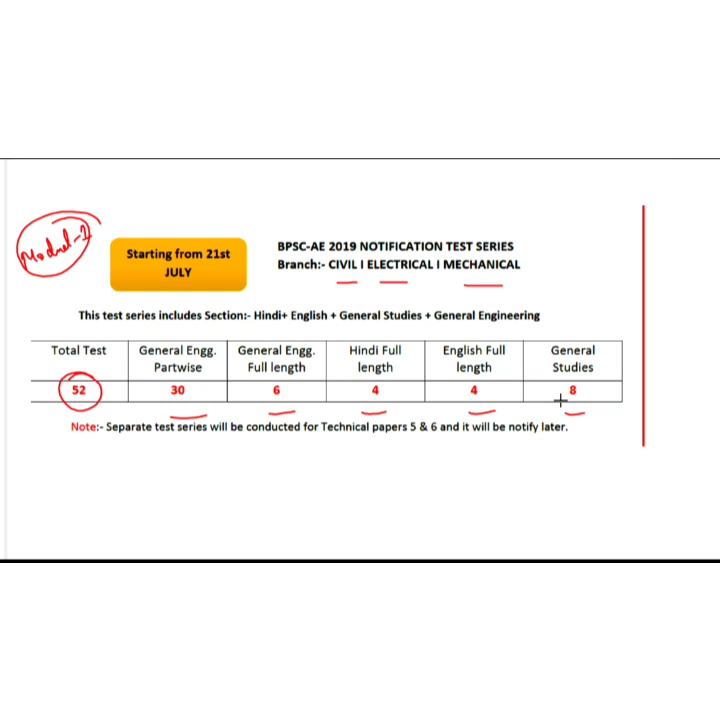 Model-1
Starting from 21st
JULY
BPSC-AE 2019 NOTIFICATION TEST SERIES
Branch:- CIVIL I ELECTRICAL I MECHANICAL
This test series includes Section:- Hindi+ English + General Studies + General Engineering
Total Test General Engg. General Engg. Hindi Full English Full General
Partwise Full length length length Studies
52 30 6 4 4 8
Note:- Separate test series will be conducted for Technical papers 5 & 6 and it will be notify later.